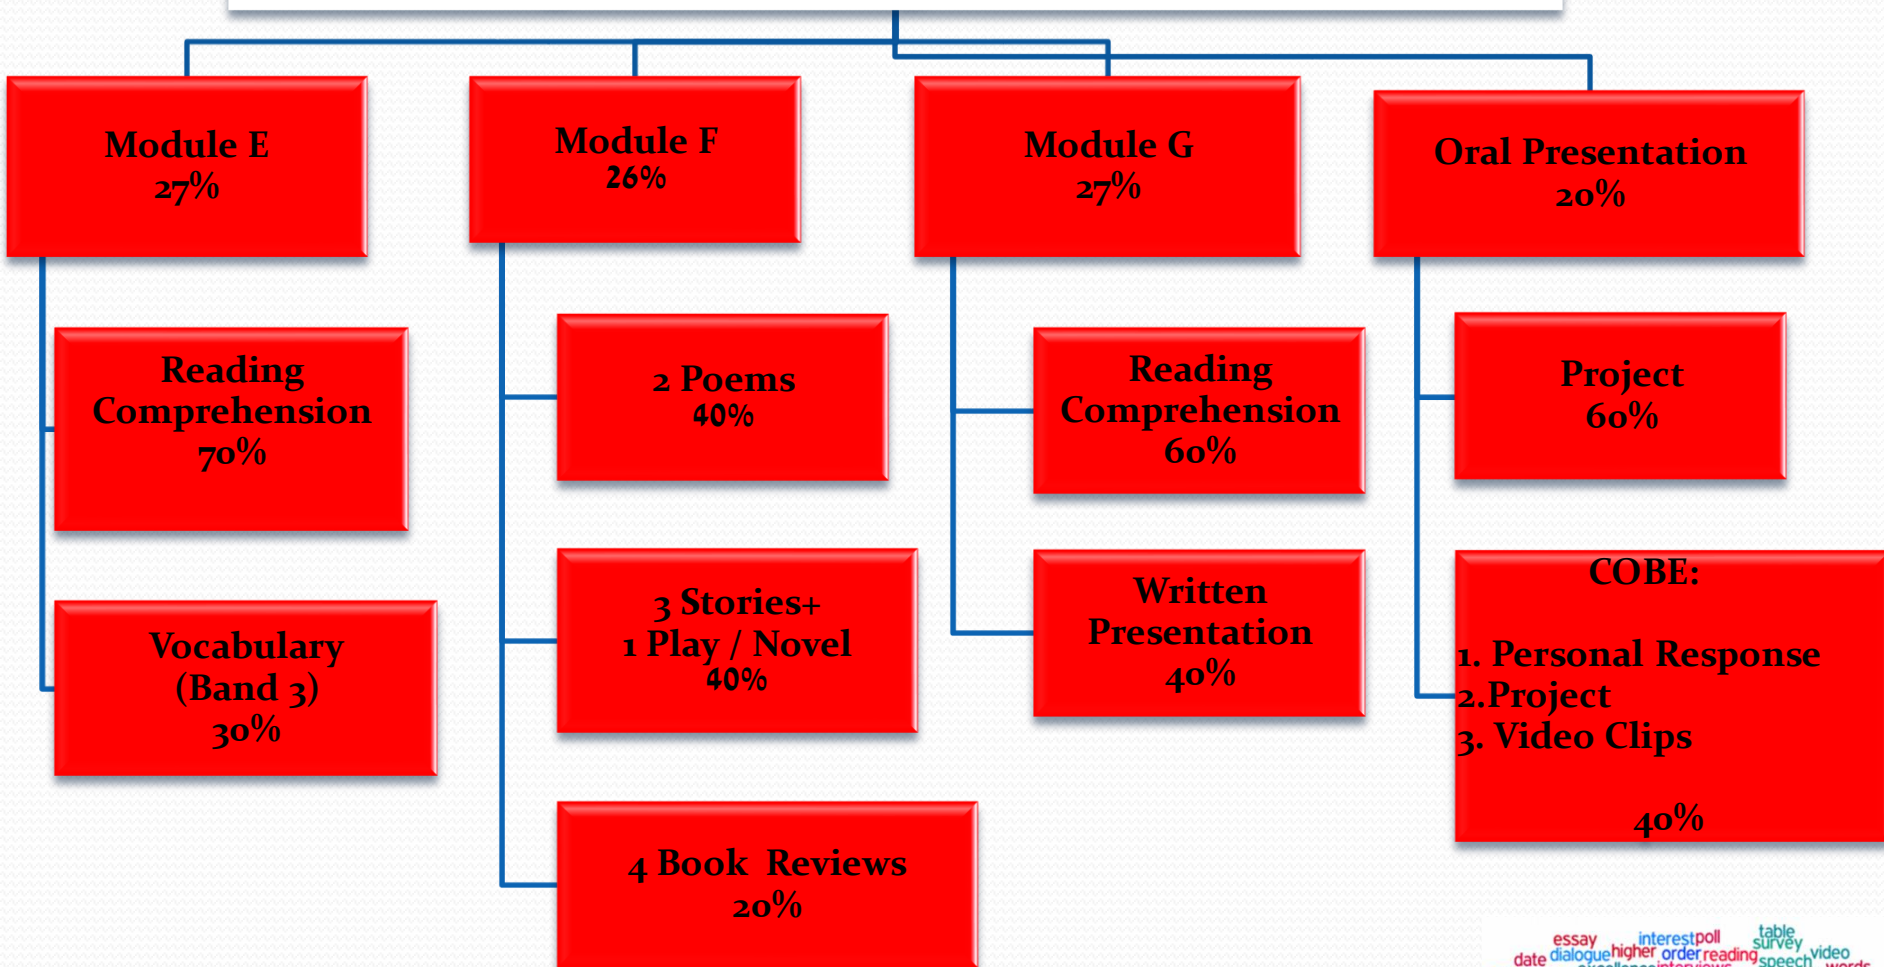 Module E
27%
Module F
26%
Module G
27%
Oral Presentation
20%
Reading
Comprehension
70%
Vocabulary
(Band 3)
30%
2 Poems
40%
3 Stories+
1 Play / Novel
40%
4 Book Reviews
20%
Reading
Comprehension
60%
Written
Presentation
40%
Project
60%
COBE:
1. Personal Response
2.Project
3. Video Clips
40%
essay interest poll table
survey
date dialogue higher order reading speech video
interviews words